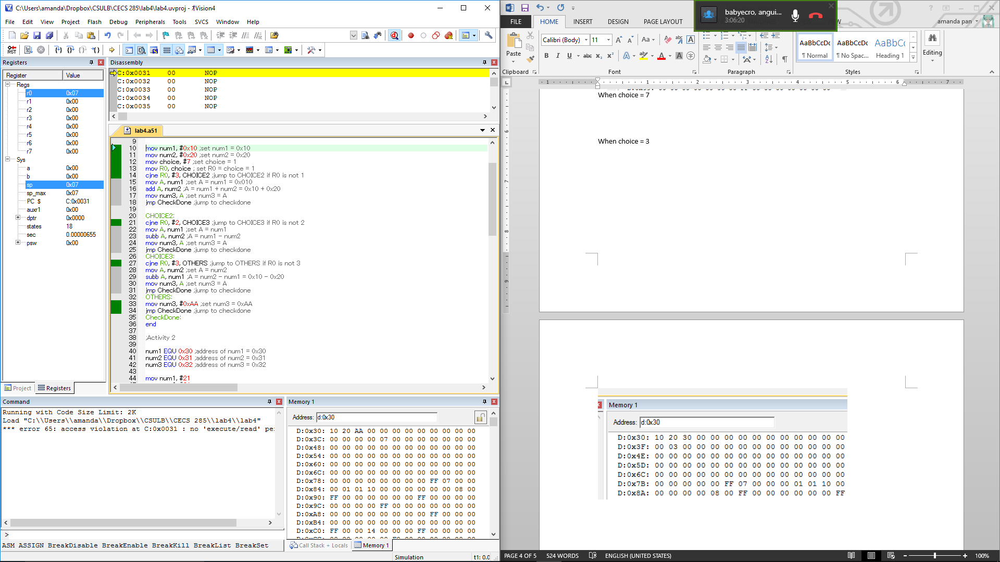 C:\Users\amanda\Dropbox\CSULB\CECS 285\lab4\lab4.uvproj - µVision4
File Edit View Project Flash Debug Peripherals Tools SVCS Window Help
RST
Registers
Register Value
Regs
r0 0x07
r1 0x00
r2 0x00
r3 0x00
r4 0x00
r5 0x00
r6 0x00
r7 0x00
Sys
a 0x00
b 0x00
sp 0x07
sp_max 0x07
PC $ C:0x0031
auxr1 0x00
dptr 0x0000
states 18
sec 0.00000655
psw 0x00
Project Registers
Disassembly
C:0x0031 00 NOP
C:0x0032 00 NOP
C:0x0033 00 NOP
C:0x0034 00 NOP
C:0x0035 00 NOP
lab4.a51
9
10 mov num1, #0x10 ;set num1 = 0x10
11 mov num2, #0x20 ;set num2 = 0x20
12 mov choice, #7 ;set choice = 1
13 mov R0, choice ; set R0 = choice = 1
14 cjne R0, #3, CHOICE2 ;jump to CHOICE2 if R0 is not 1
15 mov A, num1 ;set A = num1 = 0x010
16 add A, num2 ;A = num1 + num2 = 0x10 + 0x20
17 mov num3, A ;set num3 = A
18 jmp CheckDone ;jump to checkdone
19
20 CHOICE2:
21 cjne R0, #2, CHOICE3 ;jump to CHOICE3 if R0 is not 2
22 mov A, num1 ;set A = num1
23 subb A, num2 ;A = num1 - num2
24 mov num3, A ;set num3 = A
25 jmp CheckDone ;jump to checkdone
26 CHOICE3:
27 cjne R0, #3, OTHERS ;jump to OTHERS if R0 is not 3
28 mov A, num2 ;set A = num2
29 subb A, num1 ;A = num2 - num1 = 0x10 - 0x20
30 mov num3, A ;set num3 = A
31 jmp CheckDone ;jump to checkdone
32 OTHERS:
33 mov num3, #0xAA ;set num3 = 0xAA
34 jmp CheckDone ;jump to checkdone
35 CheckDone:
36 end
37
38 ;Activity 2
39
40 num1 EQU 0x30 ;address of num1 = 0x30
41 num2 EQU 0x31 ;address of num2 = 0x31
42 num3 EQU 0x32 ;address of num3 = 0x32
43
44 mov num1, #21
Command
Running with Code Size Limit: 2K
Load "C:\\Users\\amanda\\Dropbox\\CSULB\\CECS 285\\lab4\\lab4"
*** error 65: access violation at C:0x0031 : no 'execute/read' pe
>
ASM ASSIGN BreakDisable BreakEnable BreakKill BreakList BreakSet
Memory 1
Address: d:0x30
D:0x30: 10 20 AA 00 00 00 00 00 00 00 00 00
D:0x3C: 00 00 00 00 07 00 00 00 00 00 00 00
D:0x48: 00 00 00 00 00 00 00 00 00 00 00 00
D:0x54: 00 00 00 00 00 00 00 00 00 00 00 00
D:0x60: 00 00 00 00 00 00 00 00 00 00 00 00
D:0x6C: 00 00 00 00 00 00 00 00 00 00 00 00
D:0x78: 00 00 00 00 00 00 00 00 FF 07 00 00
D:0x84: 00 01 01 10 00 00 00 00 00 00 08 00
D:0x90: FF 00 00 00 00 00 00 FF 00 00 00 00
D:0x9C: 00 00 00 00 FF 00 00 00 00 00 00 00
D:0xA8: 00 00 00 00 00 00 00 00 FF 00 00 00
D:0xB4: 00 00 00 00 00 00 00 00 00 00 00 00
D:0xC0: FF 00 00 14 00 00 00 FF 00 00 00 00
Call Stack + Locals Memory 1
Simulation t1: 0.0
babyecro, angui...
3:06:20
amanda pan
FILE HOME INSERT DESIGN PAGE LAYOUT
Paste
Calibri (Body) 11
B I U abc x₂ x²
AaBbCcDc AaBbCcDc AaBbCc
¶ Normal ¶ No Spac... Heading 1
Editing
Clipboard Font Paragraph Styles
1 1 2 3 4 5 6 7
6
7
8
9
When choice = 7
When choice = 3
Memory 1
Address: d:0x30
D:0x30: 10 20 30 00 00 00 00 00 00 00 00 00 00 00
D:0x3F: 00 03 00 00 00 00 00 00 00 00 00 00 00 00
D:0x4E: 00 00 00 00 00 00 00 00 00 00 00 00 00 00
D:0x5D: 00 00 00 00 00 00 00 00 00 00 00 00 00 00
D:0x6C: 00 00 00 00 00 00 00 00 00 00 00 00 00 00
D:0x7B: 00 00 00 00 00 FF 07 00 00 00 01 01 10 00
D:0x8A: 00 00 00 00 08 00 FF 00 00 00 00 00 00 FF
PAGE 4 OF 5 524 WORDS ENGLISH (UNITED STATES) 100%